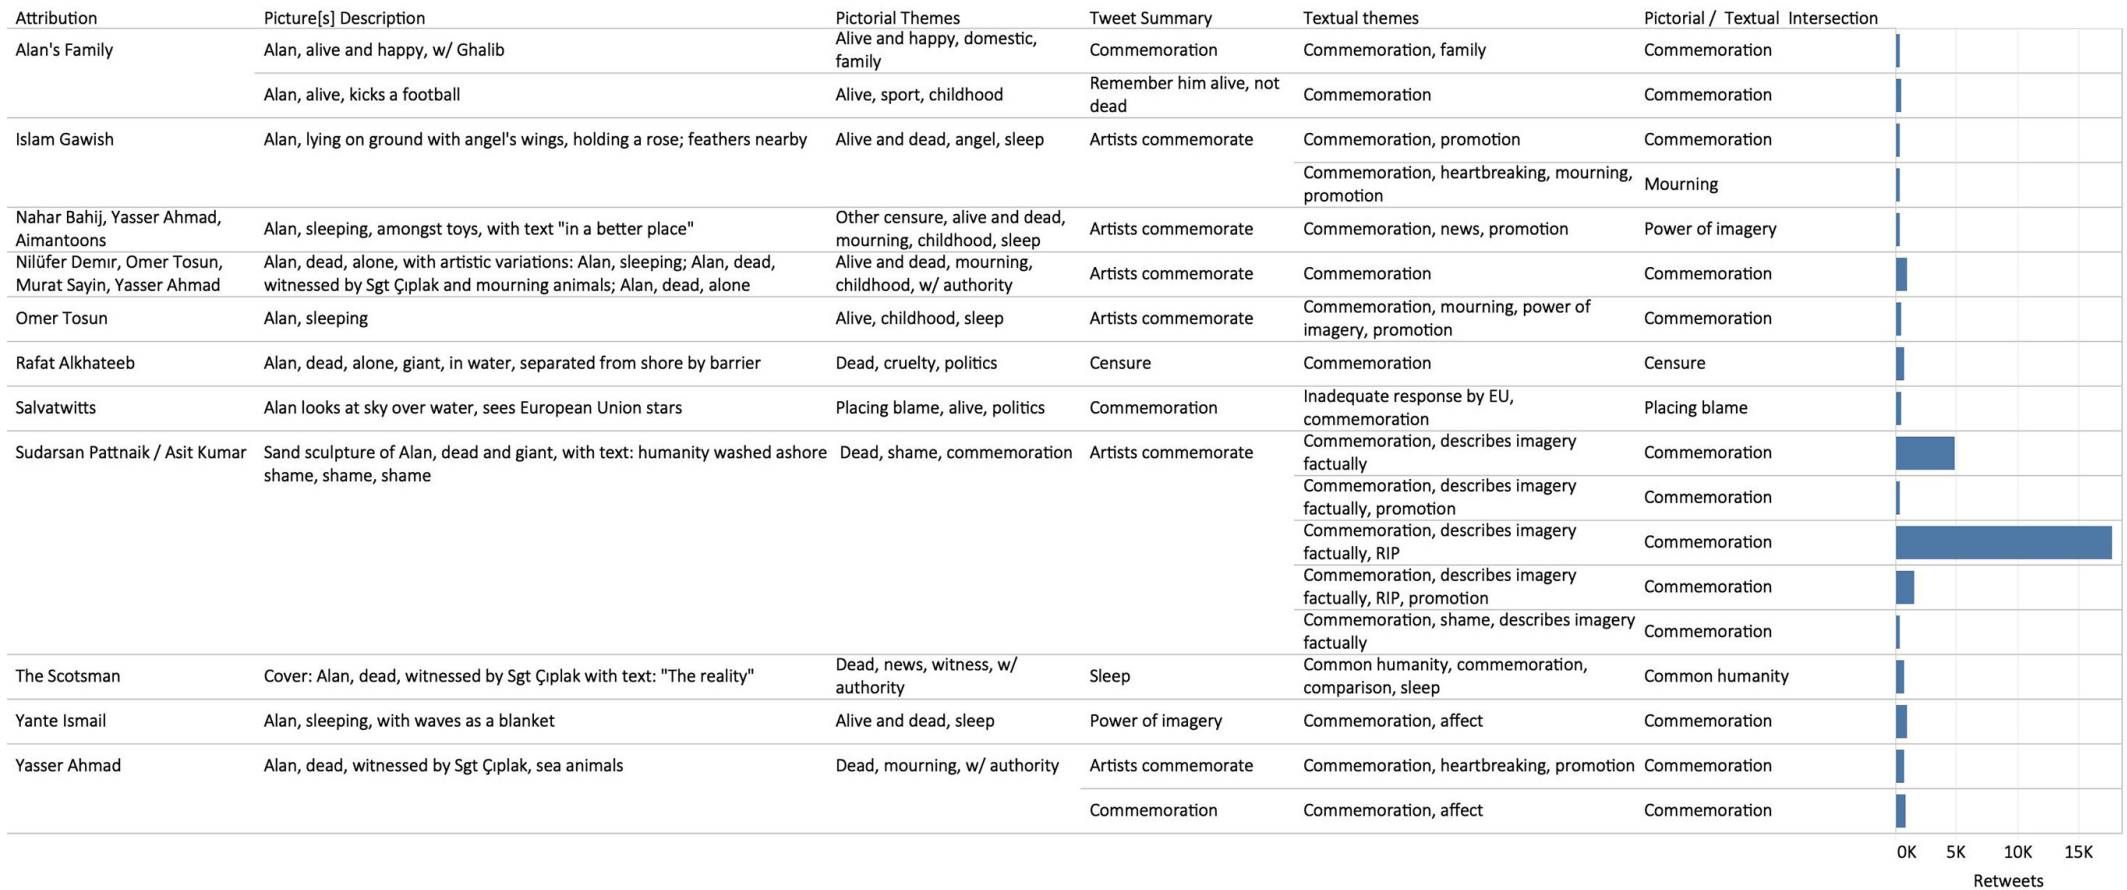 Attribution Picture[s] Description Pictorial Themes Tweet Summary Textual themes Pictorial / Textual Intersection
Alan's Family Alan, alive and happy, w/ Ghalib Alive and happy, domestic, Commemoration Commemoration, family Commemoration
family
Alan, alive, kicks a football Alive, sport, childhood Remember him alive, not Commemoration Commemoration
dead
Islam Gawish Alan, lying on ground with angel's wings, holding a rose; feathers nearby Alive and dead, angel, sleep Artists commemorate Commemoration, promotion Commemoration
Commemoration, heartbreaking, mourning, Mourning
promotion
Nahar Bahij, Yasser Ahmad, Alan, sleeping, amongst toys, with text "in a better place" Other censure, alive and dead, Artists commemorate Commemoration, news, promotion Power of imagery
Aimantoons mourning, childhood, sleep
Nilüfer Demır, Omer Tosun, Alan, dead, alone, with artistic variations: Alan, sleeping; Alan, dead, Alive and dead, mourning, Artists commemorate Commemoration Commemoration
Murat Sayin, Yasser Ahmad witnessed by Sgt Çıplak and mourning animals; Alan, dead, alone childhood, w/ authority
Omer Tosun Alan, sleeping Alive, childhood, sleep Artists commemorate Commemoration, mourning, power of Commemoration
imagery, promotion
Rafat Alkhateeb Alan, dead, alone, giant, in water, separated from shore by barrier Dead, cruelty, politics Censure Commemoration Censure
Salvatwitts Alan looks at sky over water, sees European Union stars Placing blame, alive, politics Commemoration Inadequate response by EU, Placing blame
commemoration
Sudarsan Pattnaik / Asit Kumar Sand sculpture of Alan, dead and giant, with text: humanity washed ashore Dead, shame, commemoration Artists commemorate Commemoration, describes imagery Commemoration
shame, shame, shame factually
Commemoration, describes imagery Commemoration
factually, promotion
Commemoration, describes imagery Commemoration
factually, RIP
Commemoration, describes imagery Commemoration
factually, RIP, promotion
Commemoration, shame, describes imagery Commemoration
factually
The Scotsman Cover: Alan, dead, witnessed by Sgt Çıplak with text: "The reality" Dead, news, witness, w/ Sleep Common humanity, commemoration, Common humanity
authority comparison, sleep
Yante Ismail Alan, sleeping, with waves as a blanket Alive and dead, sleep Power of imagery Commemoration, affect Commemoration
Yasser Ahmad Alan, dead, witnessed by Sgt Çıplak, sea animals Dead, mourning, w/ authority Artists commemorate Commemoration, heartbreaking, promotion Commemoration
Commemoration Commemoration, affect Commemoration
0K 5K 10K 15K
Retweets